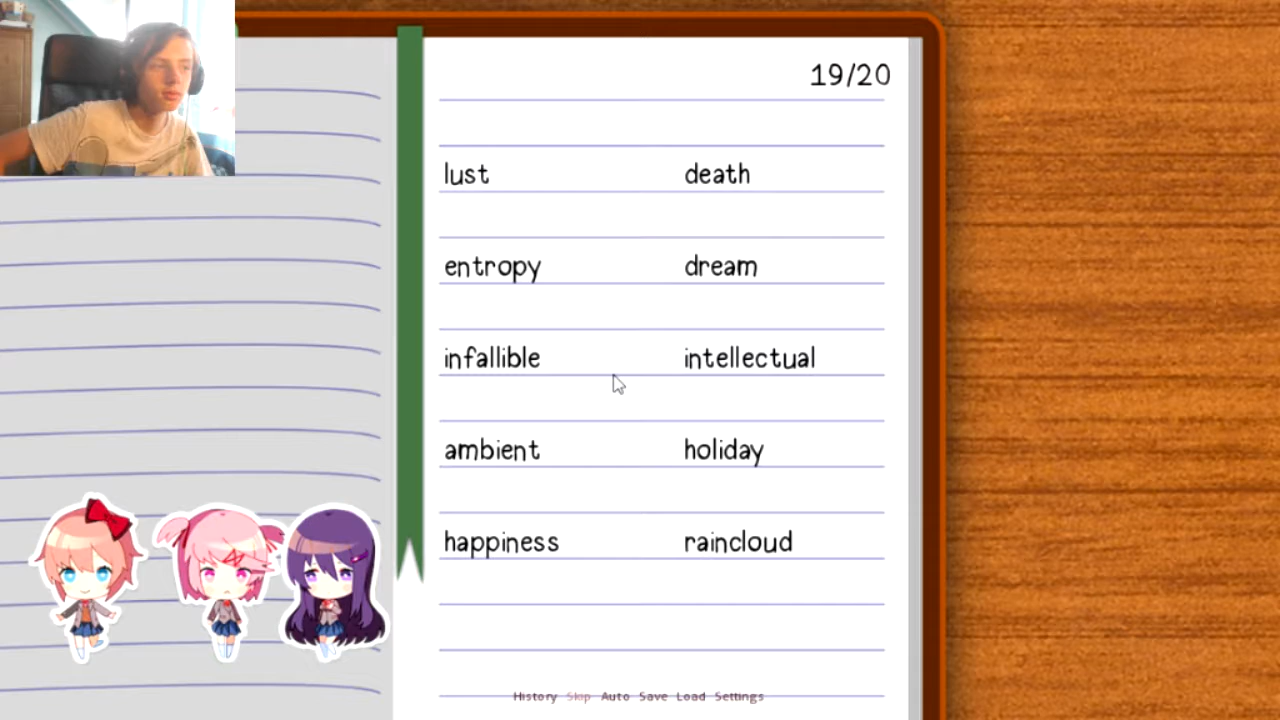 19/20
lust death
entropy dream
infallible intellectual
ambient holiday
happiness raincloud
History Skip Auto Save Load Settings